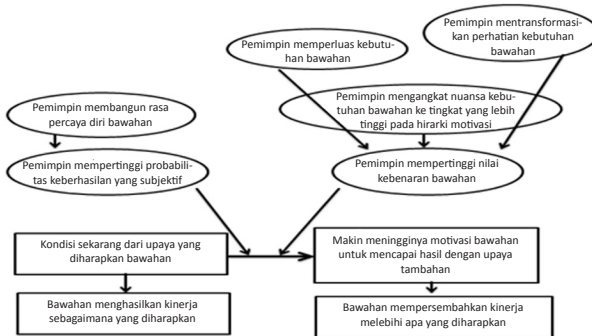 Pemimpin mentransformasi-
kan perhatian kebutuhan
bawahan
Pemimpin memperluas kebutu-
han bawahan
Pemimpin mengangkat nuansa kebu-
tuhan bawahan ke tingkat yang lebih
tinggi pada hirarki motivasi
Pemimpin membangun rasa
percaya diri bawahan
Pemimpin mempertinggi probabili-
tas keberhasilan yang subjektif
Pemimpin mempertinggi nilai
kebenaran bawahan
Kondisi sekarang dari upaya yang
diharapkan bawahan
Makin meningginya motivasi bawahan
untuk mencapai hasil dengan upaya
tambahan
Bawahan menghasilkan kinerja
sebagaimana yang diharapkan
Bawahan mempersembahkan kinerja
melebihi apa yang diharapkan